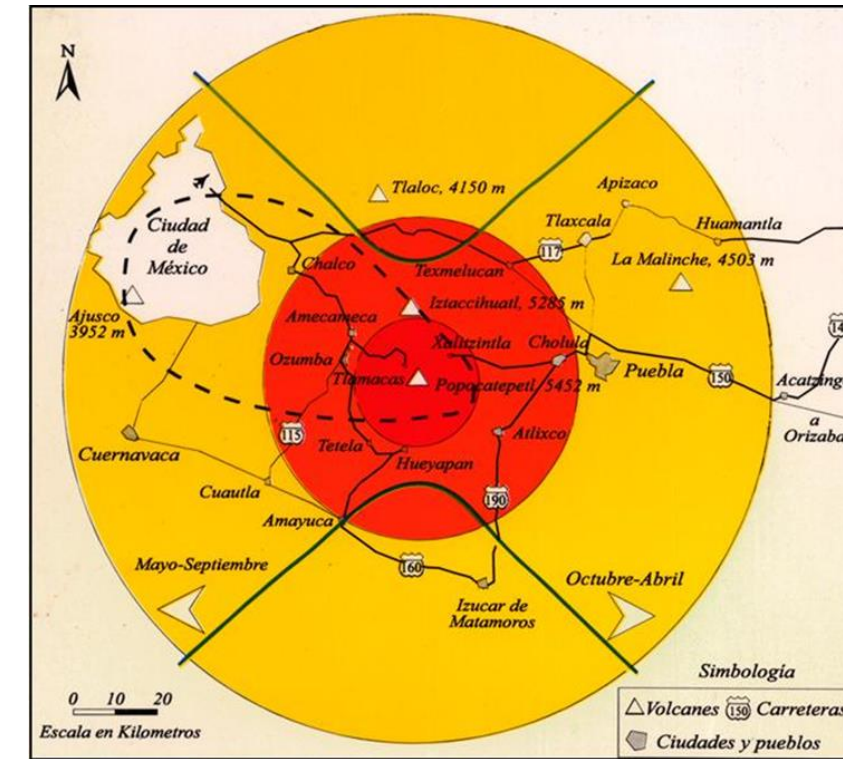 N
Tlaloc, 4150 m
Apizaco
Ciudad
de
México
Tlaxcala
Huamantla
117
Chalco
Texmelucan
La Malinche, 4503 m
Ajusco
3952 m
Iztaccihuatl, 5285 m
Amecameca
Xalitzintla
Cholula
Ozumba
Tlamacas
Popocatepetl, 5452 m
Puebla
150
Acatzingo
a
Orizaba
115
Tetela
Atlixco
Cuernavaca
Hueyapan
Cuautla
190
Amayuca
Mayo-Septiembre
160
Octubre-Abril
Izucar de
Matamoros
Simbología
0 10 20
Escala en Kilometros
Volcanes 150 Carreteras
Ciudades y pueblos